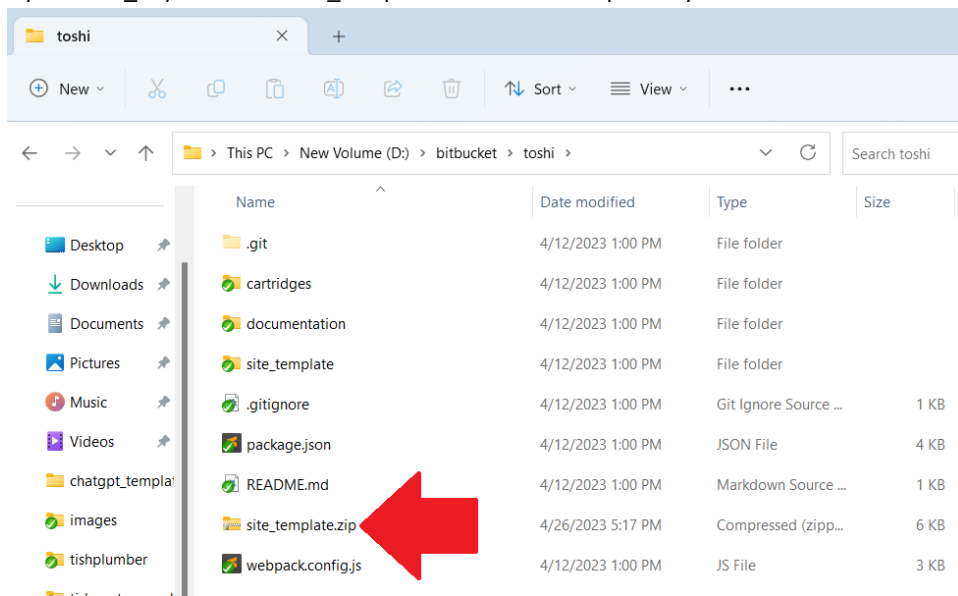 toshi
New
Sort
View
This PC > New Volume (D:) > bitbucket > toshi >
Search toshi
Name Date modified Type Size
.git 4/12/2023 1:00 PM File folder
cartridges 4/12/2023 1:00 PM File folder
documentation 4/12/2023 1:00 PM File folder
site_template 4/12/2023 1:00 PM File folder
.gitignore 4/12/2023 1:00 PM Git Ignore Source ... 1 KB
package.json 4/12/2023 1:00 PM JSON File 4 KB
README.md 4/12/2023 1:00 PM Markdown Source ... 1 KB
site_template.zip 4/26/2023 5:17 PM Compressed (zipp... 6 KB
webpack.config.js 4/12/2023 1:00 PM JS File 3 KB
Desktop
Downloads
Documents
Pictures
Music
Videos
chatgpt_templat
images
tishplumber